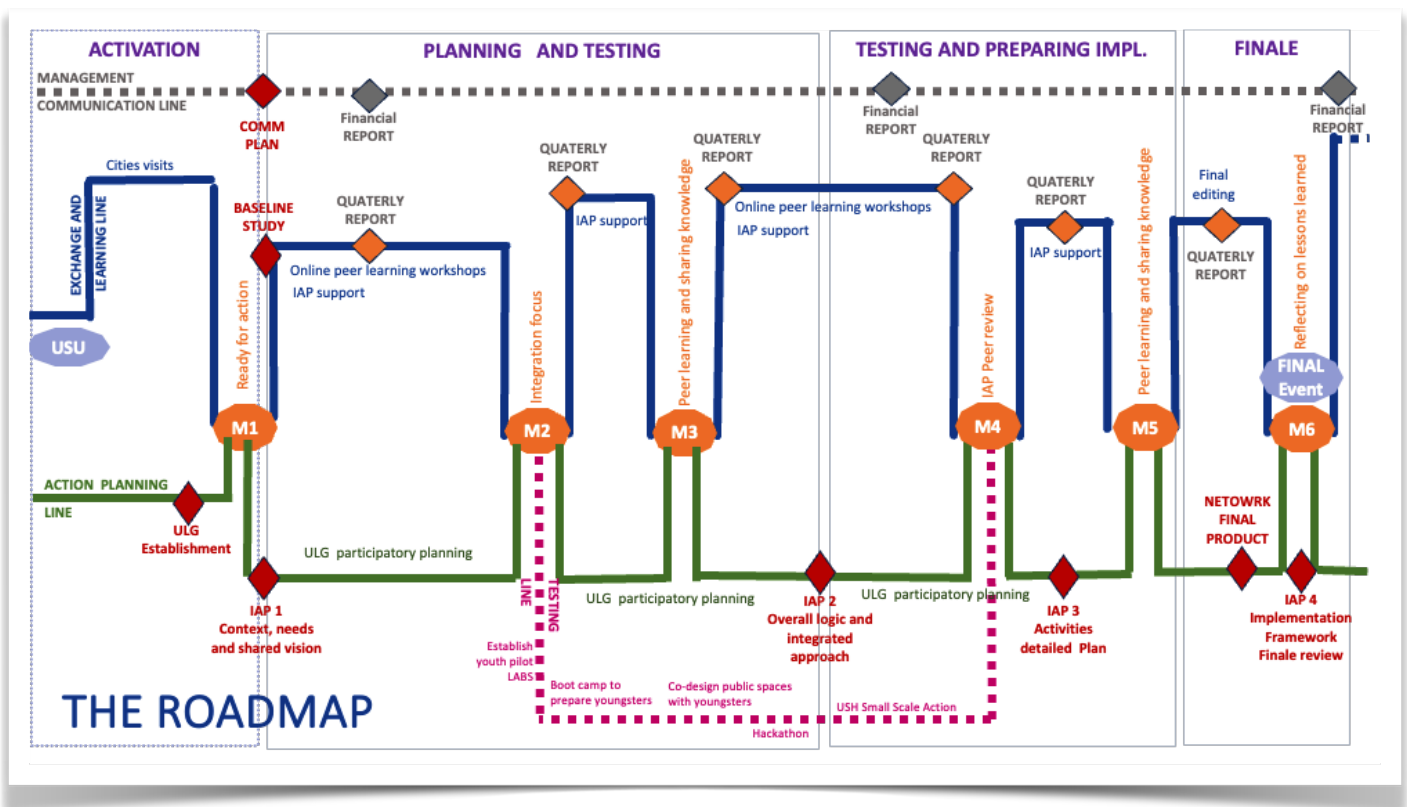 ACTIVATION
PLANNING AND TESTING
TESTING AND PREPARING IMPL.
FINALE
MANAGEMENT
COMMUNICATION LINE
COMM
PLAN
Financial
REPORT
Financial
REPORT
Financial
REPORT
Cities visits
EXCHANGE AND
LEARNING LINE
BASELINE
STUDY
QUATERLY
REPORT
QUATERLY
REPORT
QUATERLY
REPORT
QUATERLY
REPORT
QUATERLY
REPORT
Final
editing
QUATERLY
REPORT
Online peer learning workshops
IAP support
IAP support
Online peer learning workshops
IAP support
IAP support
USU
Ready for action
Integration focus
Peer learning and sharing knowledge
IAP Peer review
Peer learning and sharing knowledge
Reflecting on lessons learned
FINAL
Event
M1
M2
M3
M4
M5
M6
ACTION PLANNING
LINE
ULG
Establishment
ULG participatory planning
ULG participatory planning
ULG participatory planning
NETOWRK
FINAL
PRODUCT
IAP 1
Context, needs
and shared vision
IAP 2
Overall logic and
integrated
approach
IAP 3
Activities
detailed Plan
IAP 4
Implementation
Framework
Finale review
TESTING
LINE
Establish
youth pilot
LABS
Boot camp to
prepare youngsters
Co-design public spaces
with youngsters
USH Small Scale Action
Hackathon
THE ROADMAP